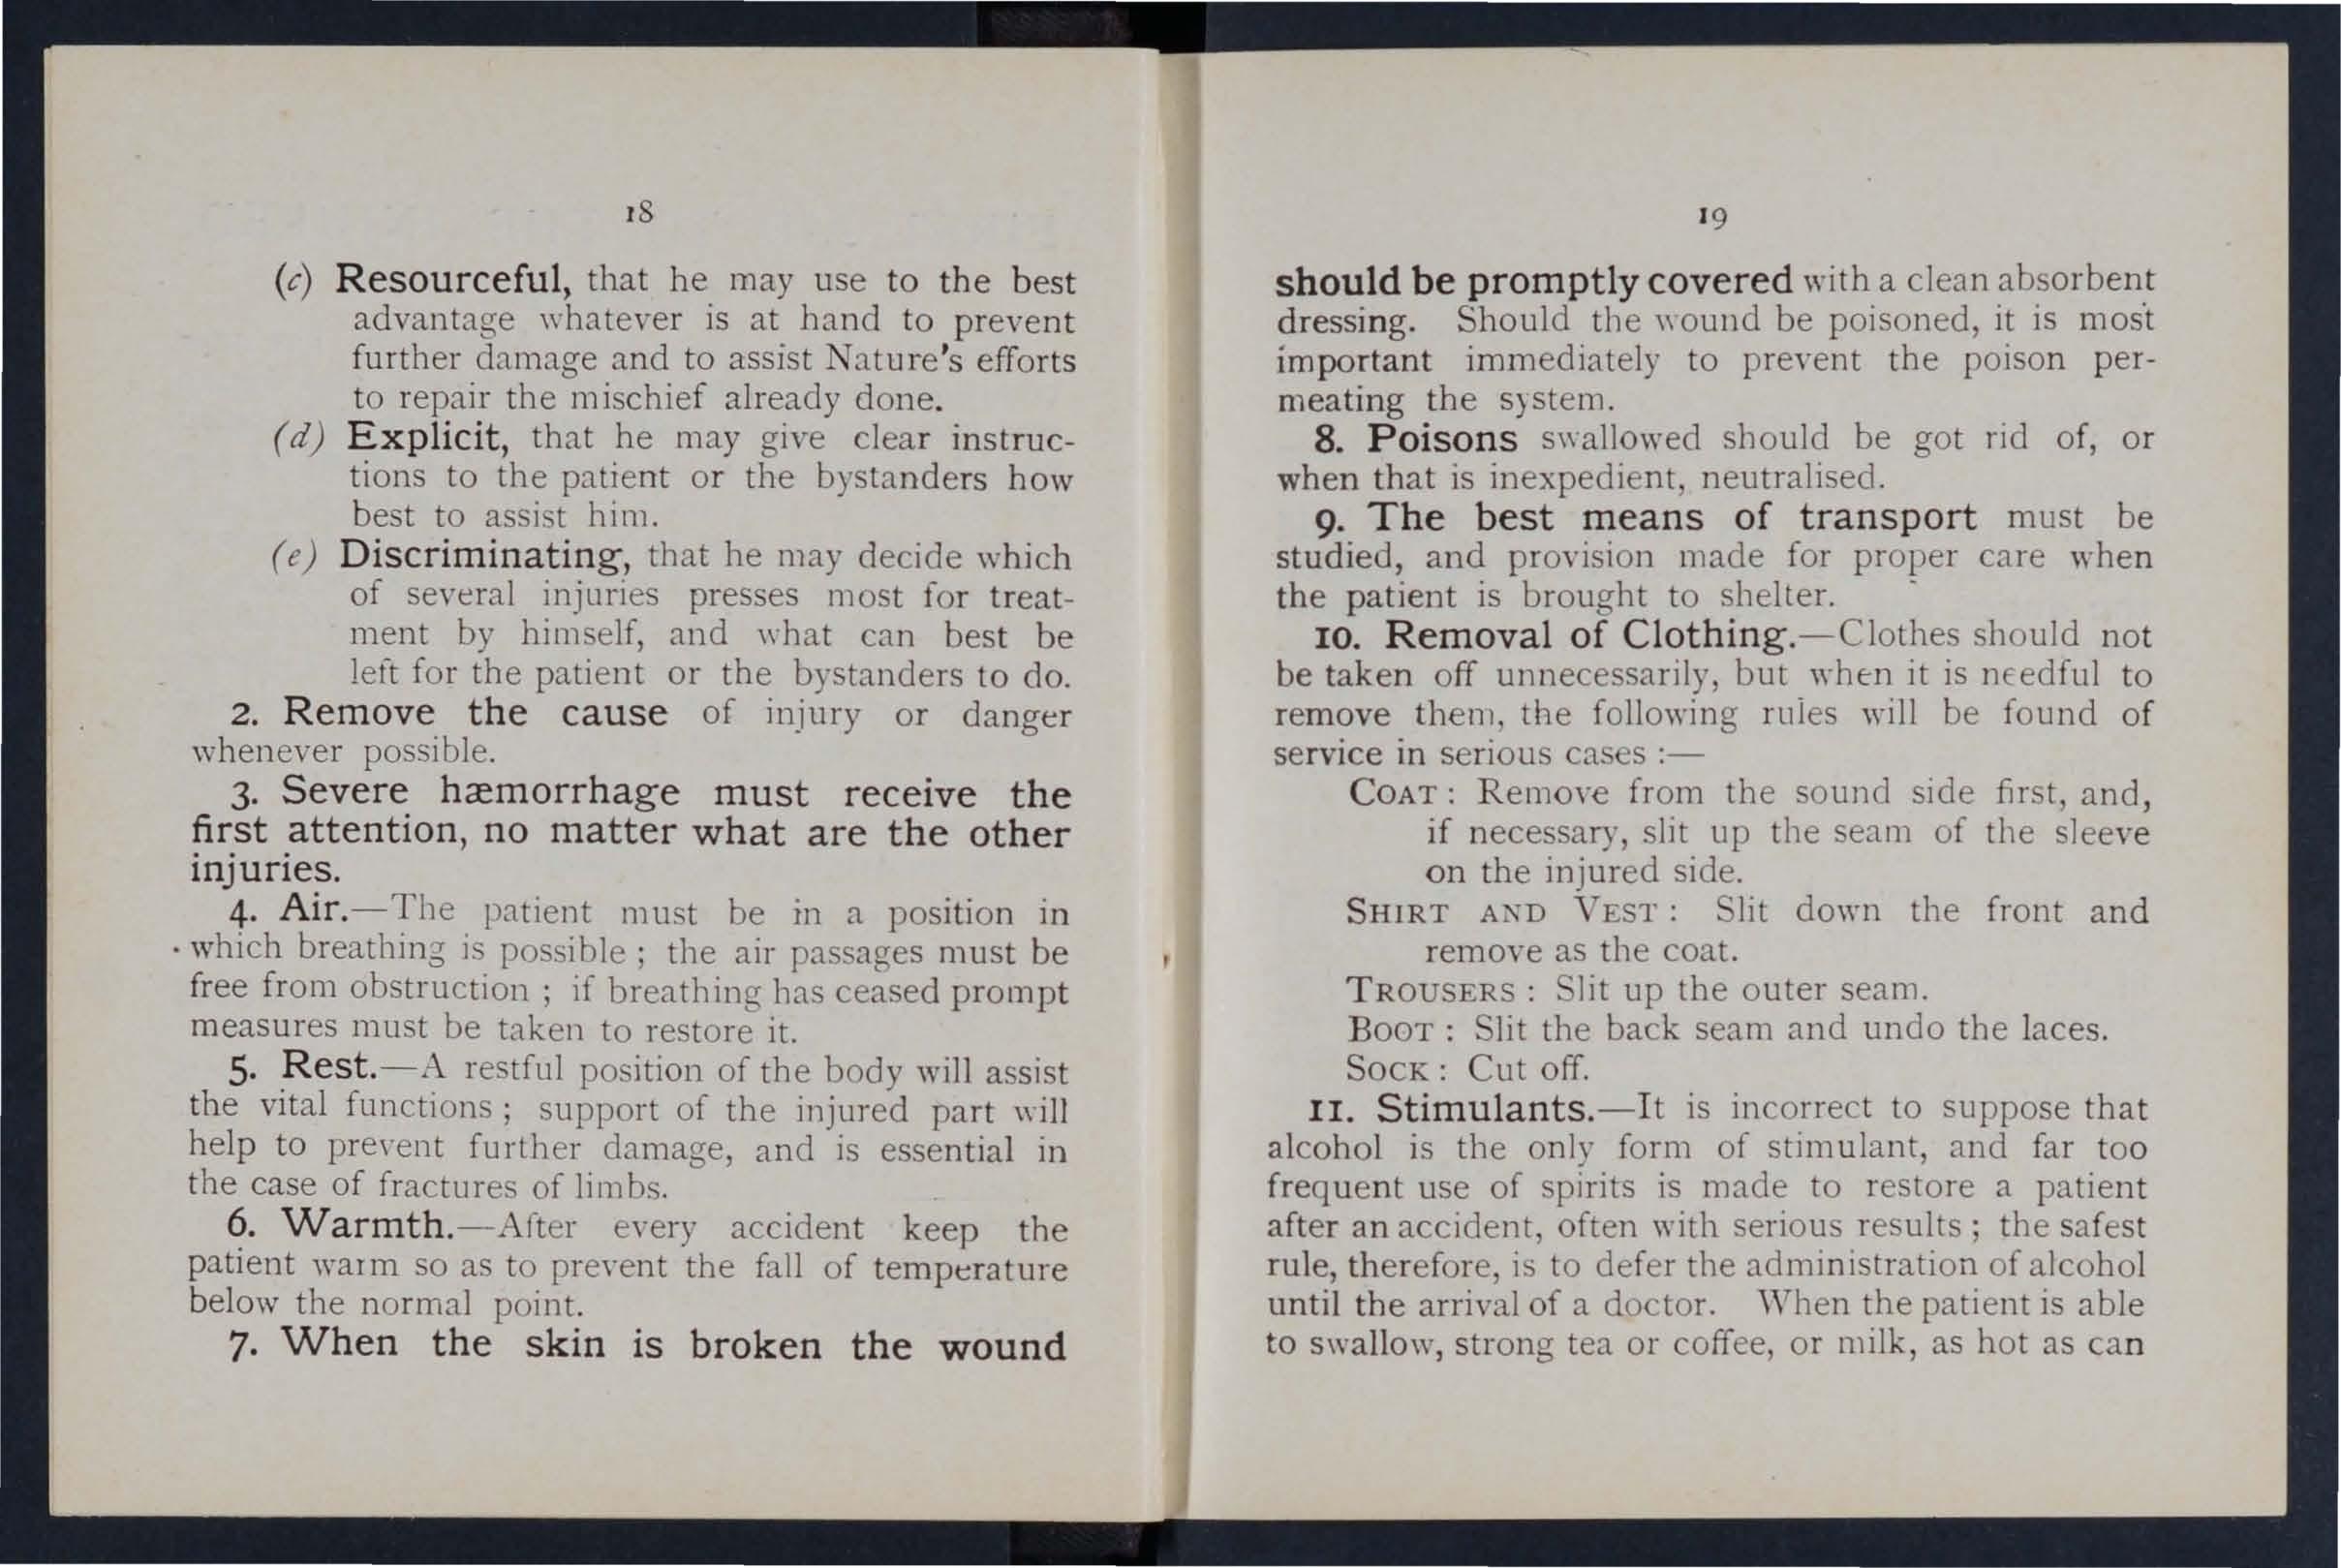 18
(c) Resourceful, that he may use to the best
advantage whatever is at hand to prevent
further damage and to assist Nature's efforts
to repair the mischief already done.
(d) Explicit, that he may give clear instruc-
tions to the patient or the bystanders how
best to assist him.
(e) Discriminating, that he may decide which
of several injuries presses most for treat-
ment by himself, and what can best be
left for the patient or the bystanders to do.
2. Remove the cause of injury or danger
whenever possible.
3. Severe hæmorrhage must receive the
first attention, no matter what are the other
injuries.
4. Air.—The patient must be in a position in
which breathing is possible ; the air passages must be
free from obstruction ; if breathing has ceased prompt
measures must be taken to restore it.
5. Rest.—A restful position of the body will assist
the vital functions ; support of the injured part will
help to prevent further damage, and is essential in
the case of fractures of limbs.
6. Warmth.—After every accident keep the
patient warm so as to prevent the fall of temperature
below the normal point.
7. When the skin is broken the wound
19
should be promptly covered with a clean absorbent
dressing. Should the wound be poisoned, it is most
important immediately to prevent the poison per-
meating the system.
8. Poisons swallowed should be got rid of, or
when that is inexpedient, neutralised.
9. The best means of transport must be
studied, and provision made for proper care when
the patient is brought to shelter.
10. Removal of Clothing.—Clothes should not
be taken off unnecessarily, but when it is needful to
remove them, the following rules will be found of
service in serious cases :—
COAT : Remove from the sound side first, and,
if necessary, slit up the seam of the sleeve
on the injured side.
SHIRT AND VEST : Slit down the front and
remove as the coat.
TROUSERS : Slit up the outer seam.
BOOT : Slit the back seam and undo the laces.
SOCK : Cut off.
11. Stimulants.—It is incorrect to suppose that
alcohol is the only form of stimulant, and far too
frequent use of spirits is made to restore a patient
after an accident, often with serious results ; the safest
rule, therefore, is to defer the administration of alcohol
until the arrival of a doctor. When the patient is able
to swallow, strong tea or coffee, or milk, as hot as can